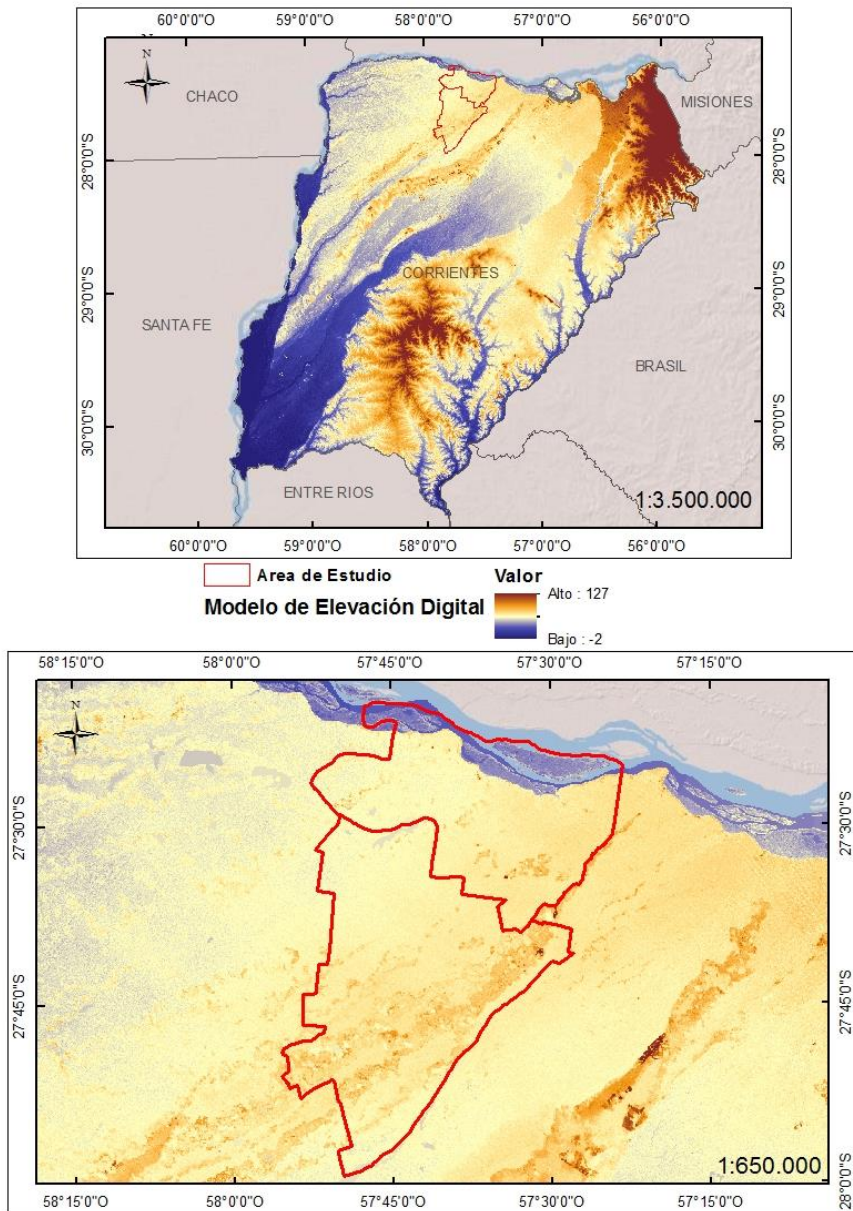 60°0'0"O 59°0'0"O 58°0'0"O 57°0'0"O 56°0'0"O
N
CHACO
MISIONES
28°0'0"S
28°0'0"S
CORRIENTES
29°0'0"S
29°0'0"S
SANTA FE
BRASIL
30°0'0"S
30°0'0"S
ENTRE RIOS
1:3.500.000
60°0'0"O 59°0'0"O 58°0'0"O 57°0'0"O 56°0'0"O
Area de Estudio
Valor
Modelo de Elevación Digital
Alto : 127
Bajo : -2
58°15'0"O 58°0'0"O 57°45'0"O 57°30'0"O 57°15'0"O
N
27°30'0"S
27°30'0"S
27°45'0"S
27°45'0"S
28°0'0"S
1:650.000
58°15'0"O 58°0'0"O 57°45'0"O 57°30'0"O 57°15'0"O